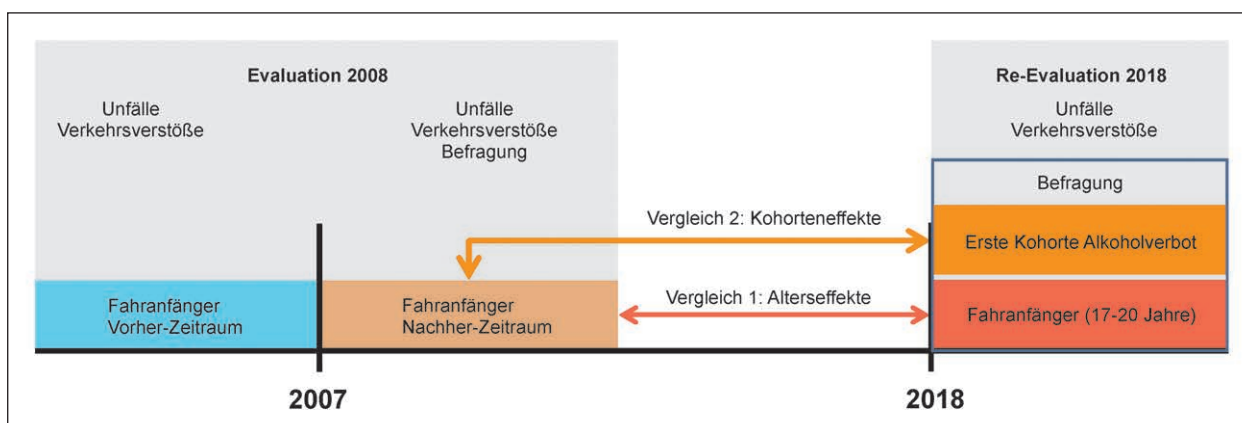 Evaluation 2008
Unfälle
Verkehrsverstöße
Unfälle
Verkehrsverstöße
Befragung
Re-Evaluation 2018
Unfälle
Verkehrsverstöße
Befragung
Vergleich 2: Kohorteneffekte
Erste Kohorte Alkoholverbot
Fahranfänger
Vorher-Zeitraum
Fahranfänger
Nachher-Zeitraum
Vergleich 1: Alterseffekte
Fahranfänger (17-20 Jahre)
2007
2018